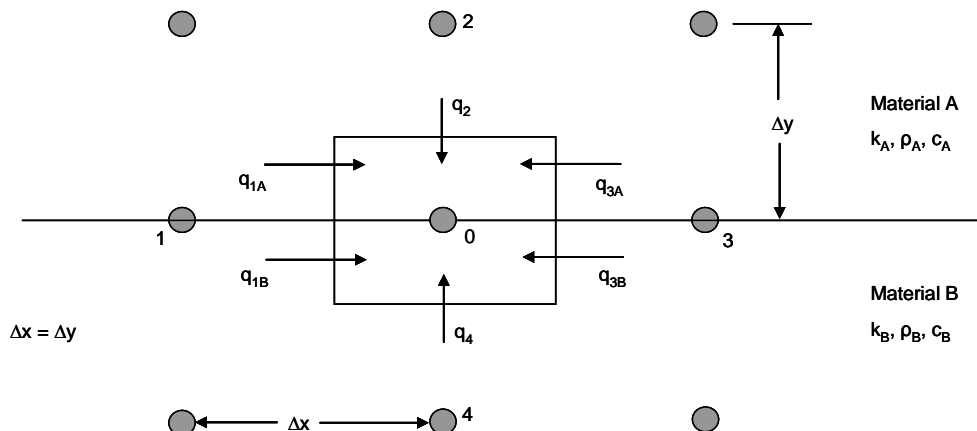 2
q2
Material A
Δy
kA, ρA, cA
q1A
q3A
1
0
3
q1B
q3B
Material B
Δx = Δy
q4
kB, ρB, cB
4
Δx